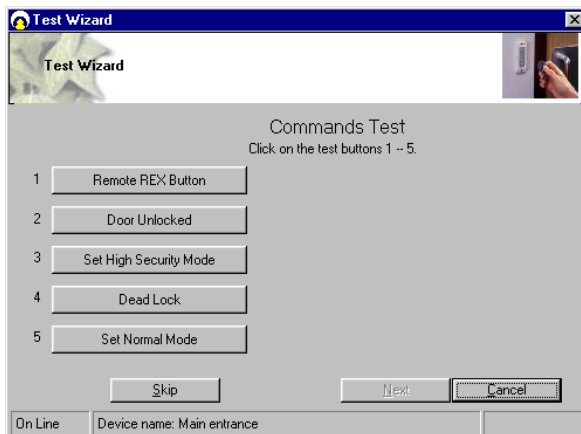 Test Wizard
Test Wizard
Commands Test
Click on the test buttons 1 -- 5.
1 Remote REX Button
2 Door Unlocked
3 Set High Security Mode
4 Dead Lock
5 Set Normal Mode
Skip Next Cancel
On Line Device name: Main entrance